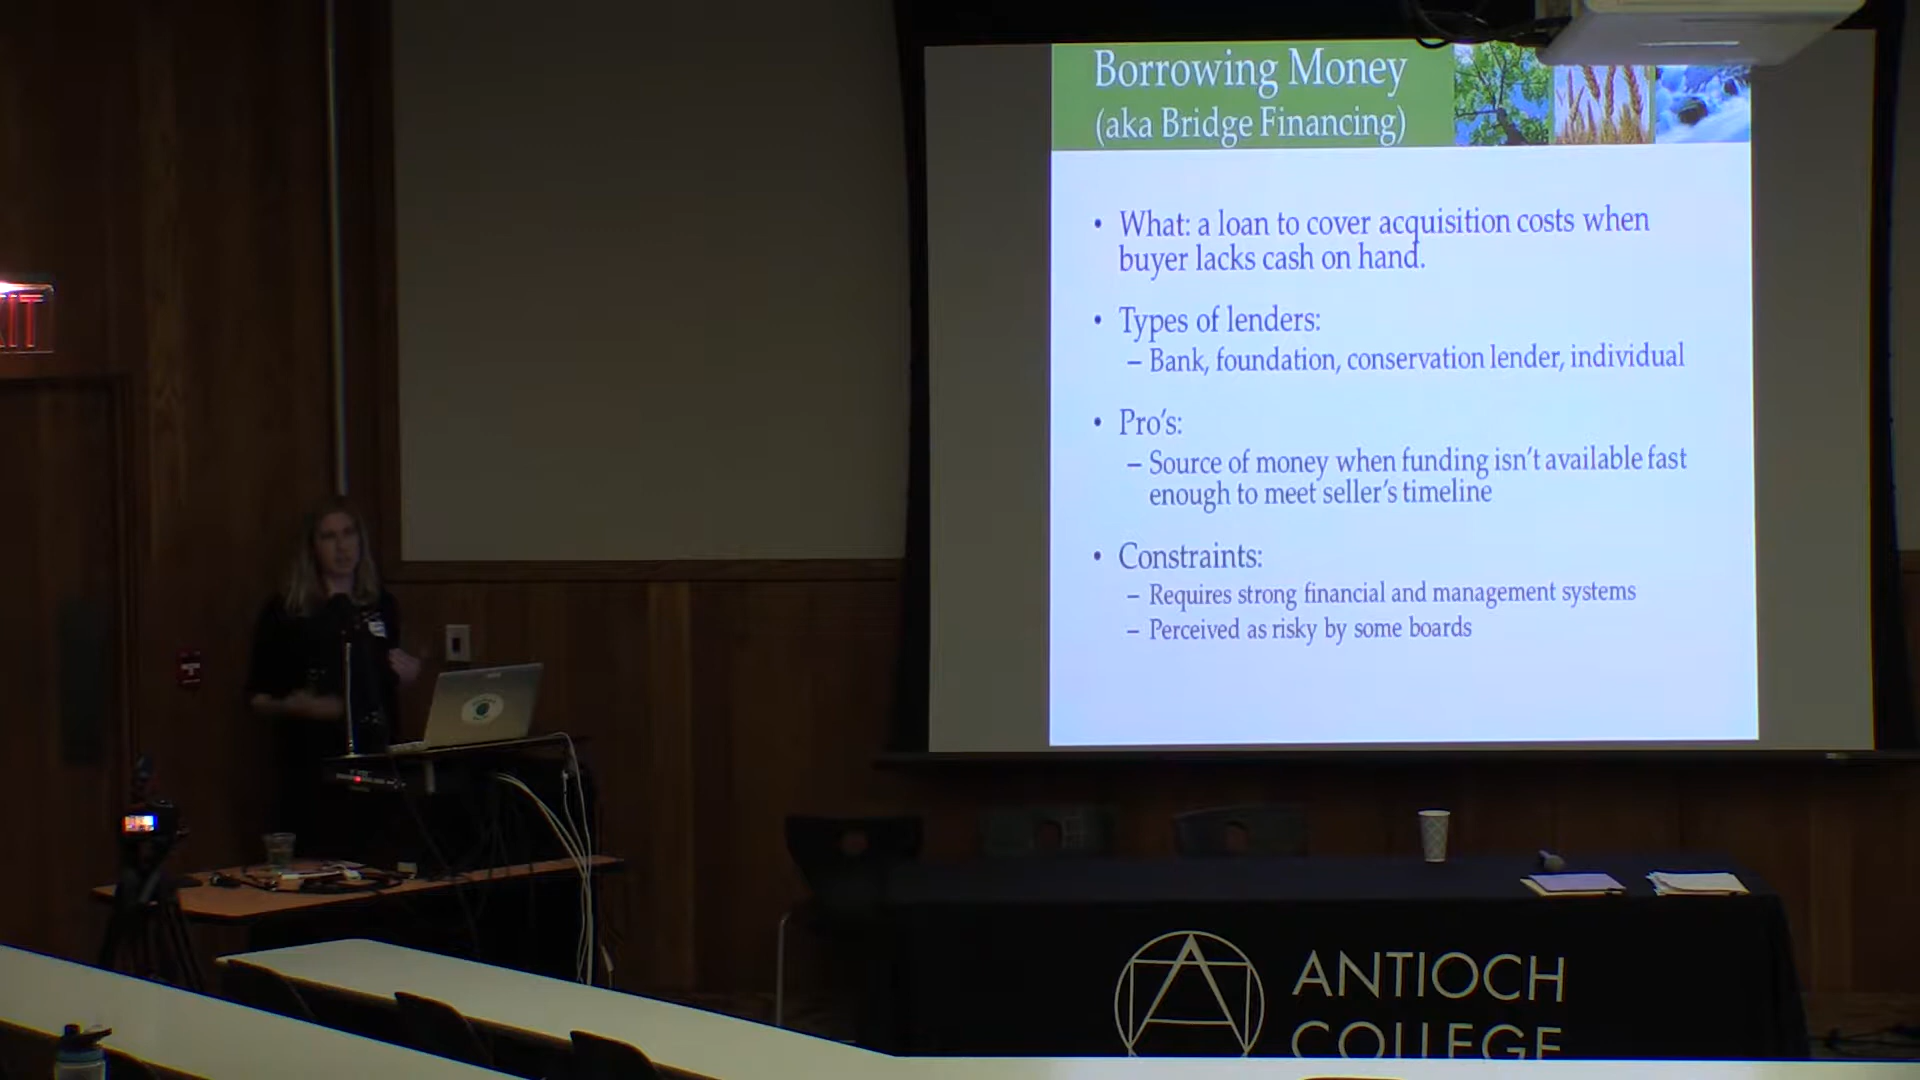 Borrowing Money
(aka Bridge Financing)
• What: a loan to cover acquisition costs when
buyer lacks cash on hand.
• Types of lenders:
– Bank, foundation, conservation lender, individual
• Pro's:
– Source of money when funding isn't available fast
enough to meet seller's timeline
• Constraints:
– Requires strong financial and management systems
– Perceived as risky by some boards
IT
ANTIOCH
COLLEGE